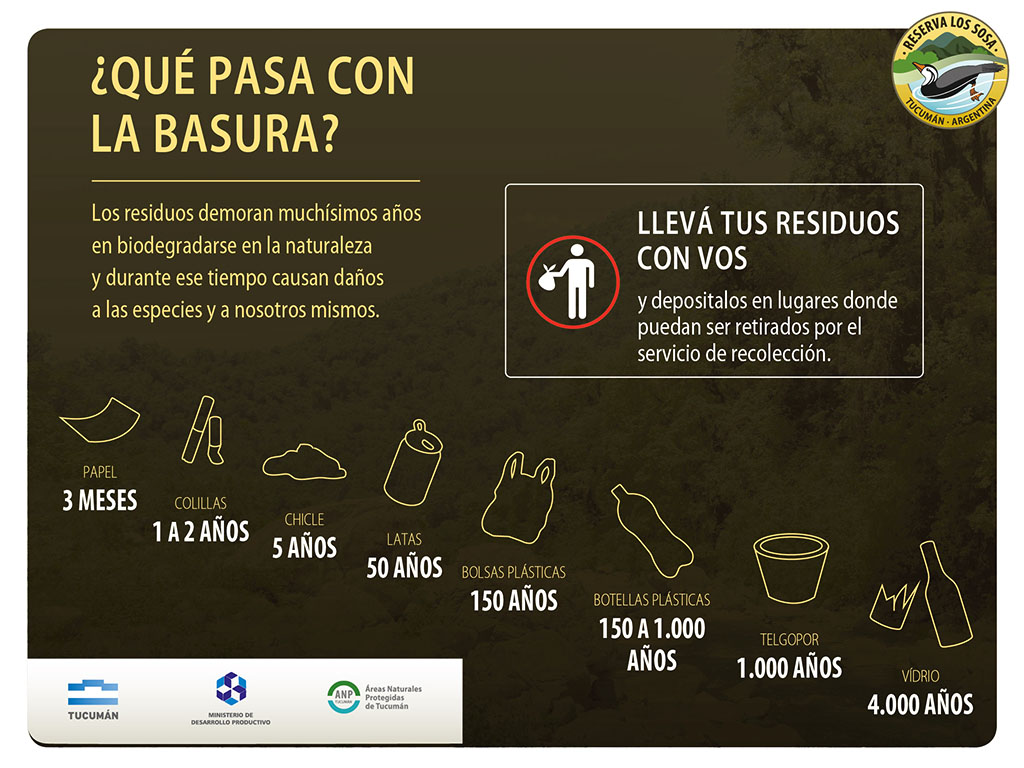 ¿QUÉ PASA CON
LA BASURA?
Los residuos demoran muchísimos años
en biodegradarse en la naturaleza
y durante ese tiempo causan daños
a las especies y a nosotros mismos.
RESERVA LOS SOSA
TUCUMÁN · ARGENTINA
LLEVÁ TUS RESIDUOS
CON VOS
y depositalos en lugares donde
puedan ser retirados por el
servicio de recolección.
PAPEL
3 MESES
COLILLAS
1 A 2 AÑOS
CHICLE
5 AÑOS
LATAS
50 AÑOS
BOLSAS PLÁSTICAS
150 AÑOS
BOTELLAS PLÁSTICAS
150 A 1.000
AÑOS
TELGOPOR
1.000 AÑOS
VÍDRIO
4.000 AÑOS
TUCUMÁN
MINISTERIO DE
DESARROLLO PRODUCTIVO
ANP
TUCUMÁN
Áreas Naturales
Protegidas
de Tucumán